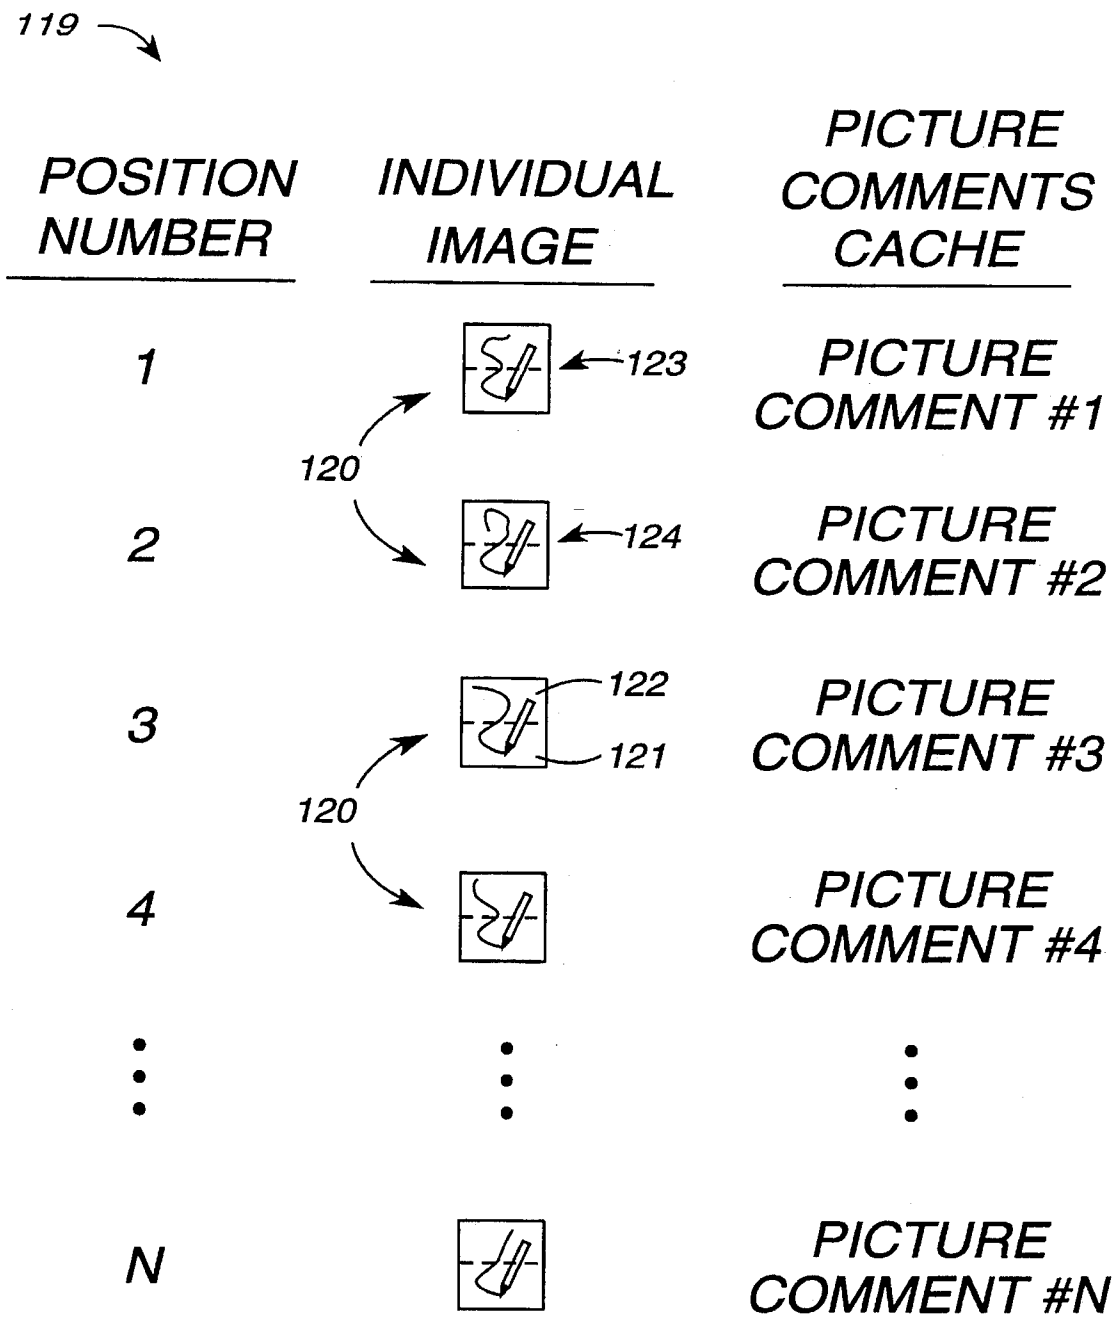 119
POSITION NUMBER
INDIVIDUAL IMAGE
PICTURE COMMENTS CACHE
1
123
PICTURE
COMMENT #1
120
2
124
PICTURE
COMMENT #2
3
122
121
PICTURE
COMMENT #3
120
4
PICTURE
COMMENT #4
N
PICTURE
COMMENT #N